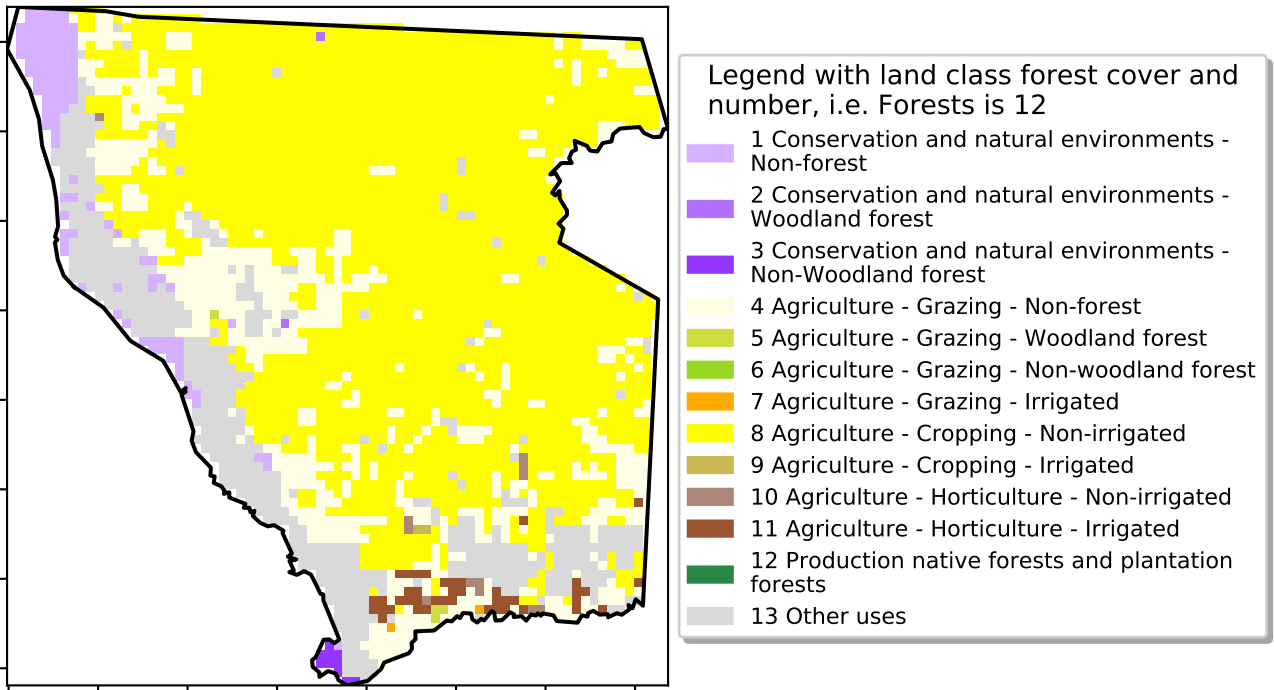 Legend with land class forest cover and
number, i.e. Forests is 12
1 Conservation and natural environments -
Non-forest
2 Conservation and natural environments -
Woodland forest
3 Conservation and natural environments -
Non-Woodland forest
4 Agriculture - Grazing - Non-forest
5 Agriculture - Grazing - Woodland forest
6 Agriculture - Grazing - Non-woodland forest
7 Agriculture - Grazing - Irrigated
8 Agriculture - Cropping - Non-irrigated
9 Agriculture - Cropping - Irrigated
10 Agriculture - Horticulture - Non-irrigated
11 Agriculture - Horticulture - Irrigated
12 Production native forests and plantation
forests
13 Other uses